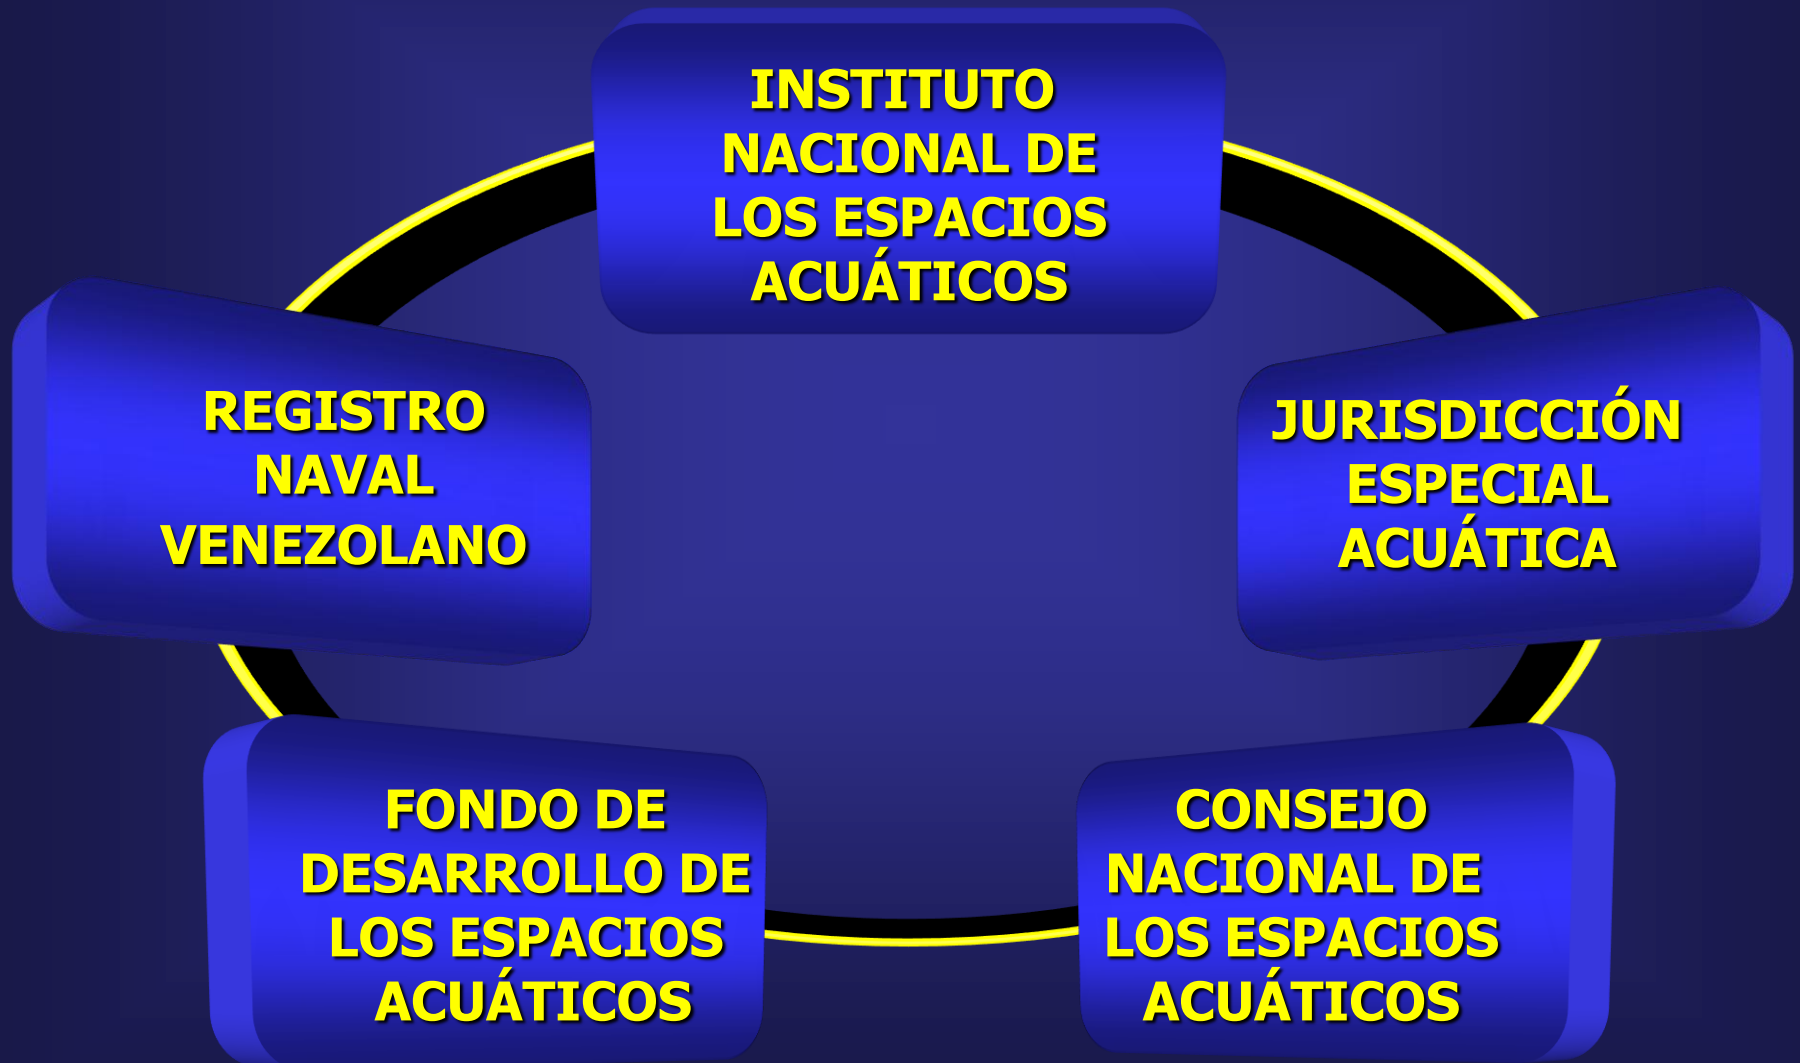 INSTITUTO
NACIONAL DE
LOS ESPACIOS
ACUÁTICOS
REGISTRO
NAVAL
VENEZOLANO
JURISDICCIÓN
ESPECIAL
ACUÁTICA
FONDO DE
DESARROLLO DE
LOS ESPACIOS
ACUÁTICOS
CONSEJO
NACIONAL DE
LOS ESPACIOS
ACUÁTICOS